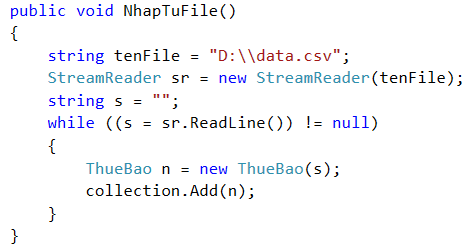 public void NhapTuFile()
{
    string tenFile = "D:\\data.csv";
    StreamReader sr = new StreamReader(tenFile);
    string s = "";
    while ((s = sr.ReadLine()) != null)
    {
        ThueBao n = new ThueBao(s);
        collection.Add(n);
    }
}